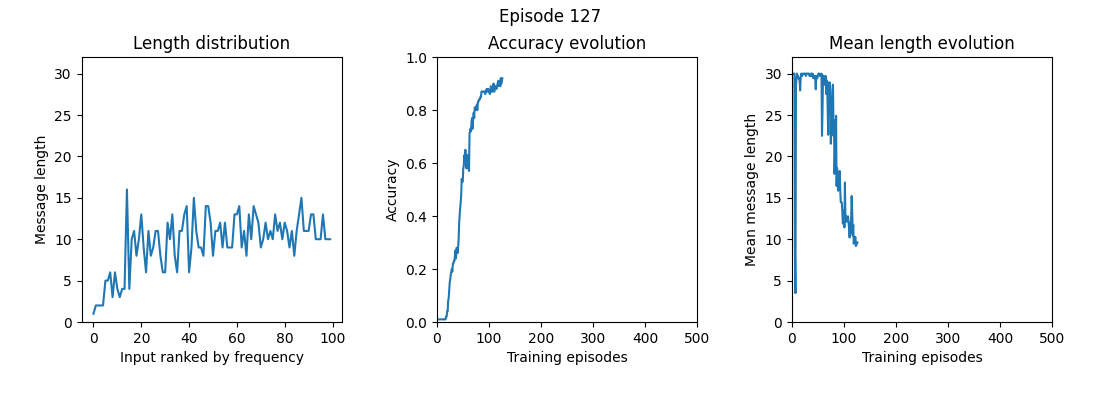 Episode 127
Length distribution
Message length
30
25
20
15
10
5
0
0 20 40 60 80 100
Input ranked by frequency
Accuracy evolution
Accuracy
1.0
0.8
0.6
0.4
0.2
0.0
0 100 200 300 400 500
Training episodes
Mean length evolution
Mean message length
30
25
20
15
10
5
0
0 100 200 300 400 500
Training episodes